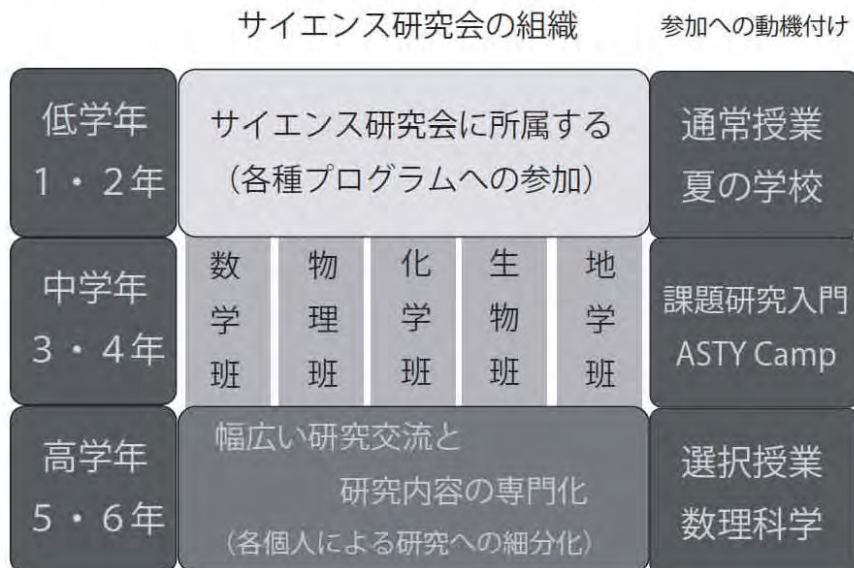 サイエンス研究会の組織
参加への動機付け
低学年
1・2年
サイエンス研究会に所属する
（各種プログラムへの参加）
通常授業
夏の学校
中学年
3・4年
数学班
物理班
化学班
生物班
地学班
課題研究入門
ASTY Camp
高学年
5・6年
幅広い研究交流と
研究内容の専門化
（各個人による研究への細分化）
選択授業
数理科学